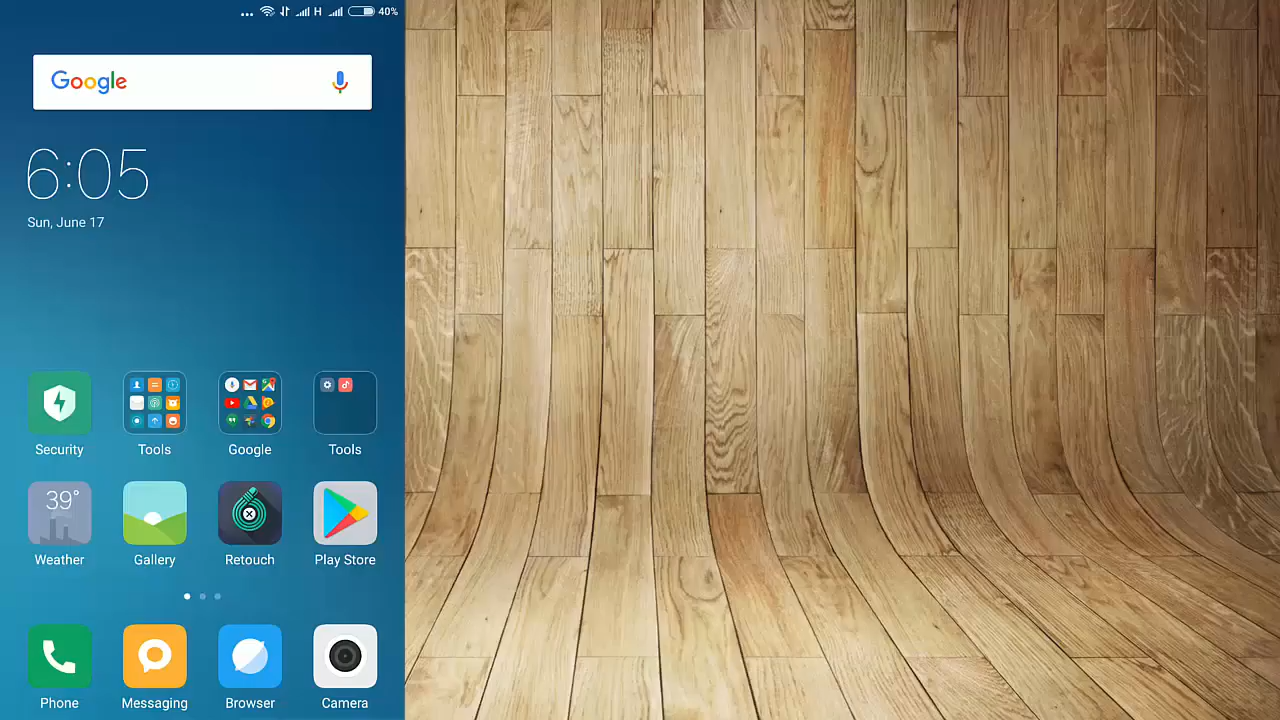 ... H 40%
Google
6:05
Sun, June 17
Security Tools Google Tools
39°
Weather Gallery Retouch Play Store
Phone Messaging Browser Camera